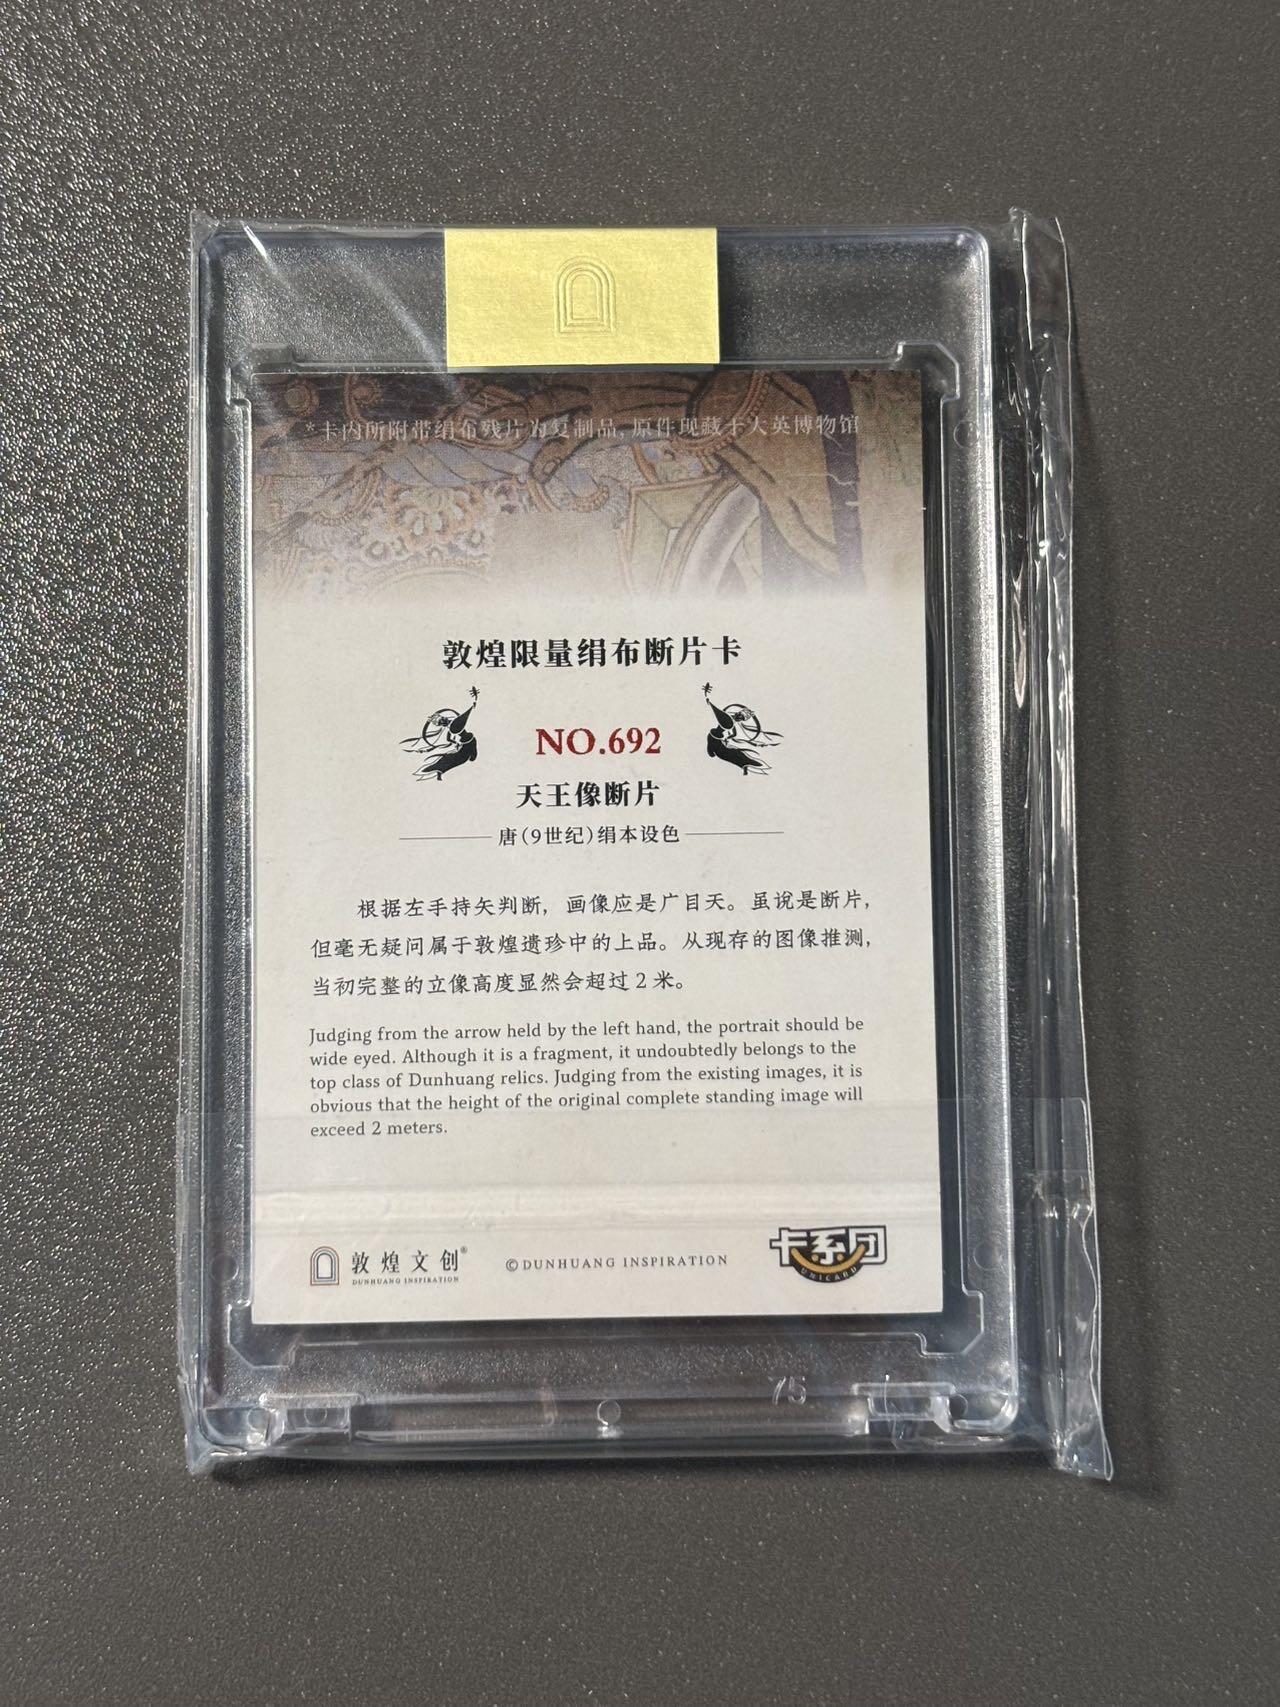 *卡内所附带绢布残片为复制品,原件现藏于大英博物馆
敦煌限量绢布断片卡
NO.692
天王像断片
唐(9世纪)绢本设色
根据左手持矢判断，画像应是广目天。虽说是断片，
但毫无疑问属于敦煌遗珍中的上品。从现存的图像推测，
当初完整的立像高度显然会超过2米。
Judging from the arrow held by the left hand, the portrait should be
wide eyed. Although it is a fragment, it undoubtedly belongs to the
top class of Dunhuang relics. Judging from the existing images, it is
obvious that the height of the original complete standing image will
exceed 2 meters.
敦煌文创®
DUNHUANG INSPIRATION
©DUNHUANG INSPIRATION
卡系团
UNICARD
75